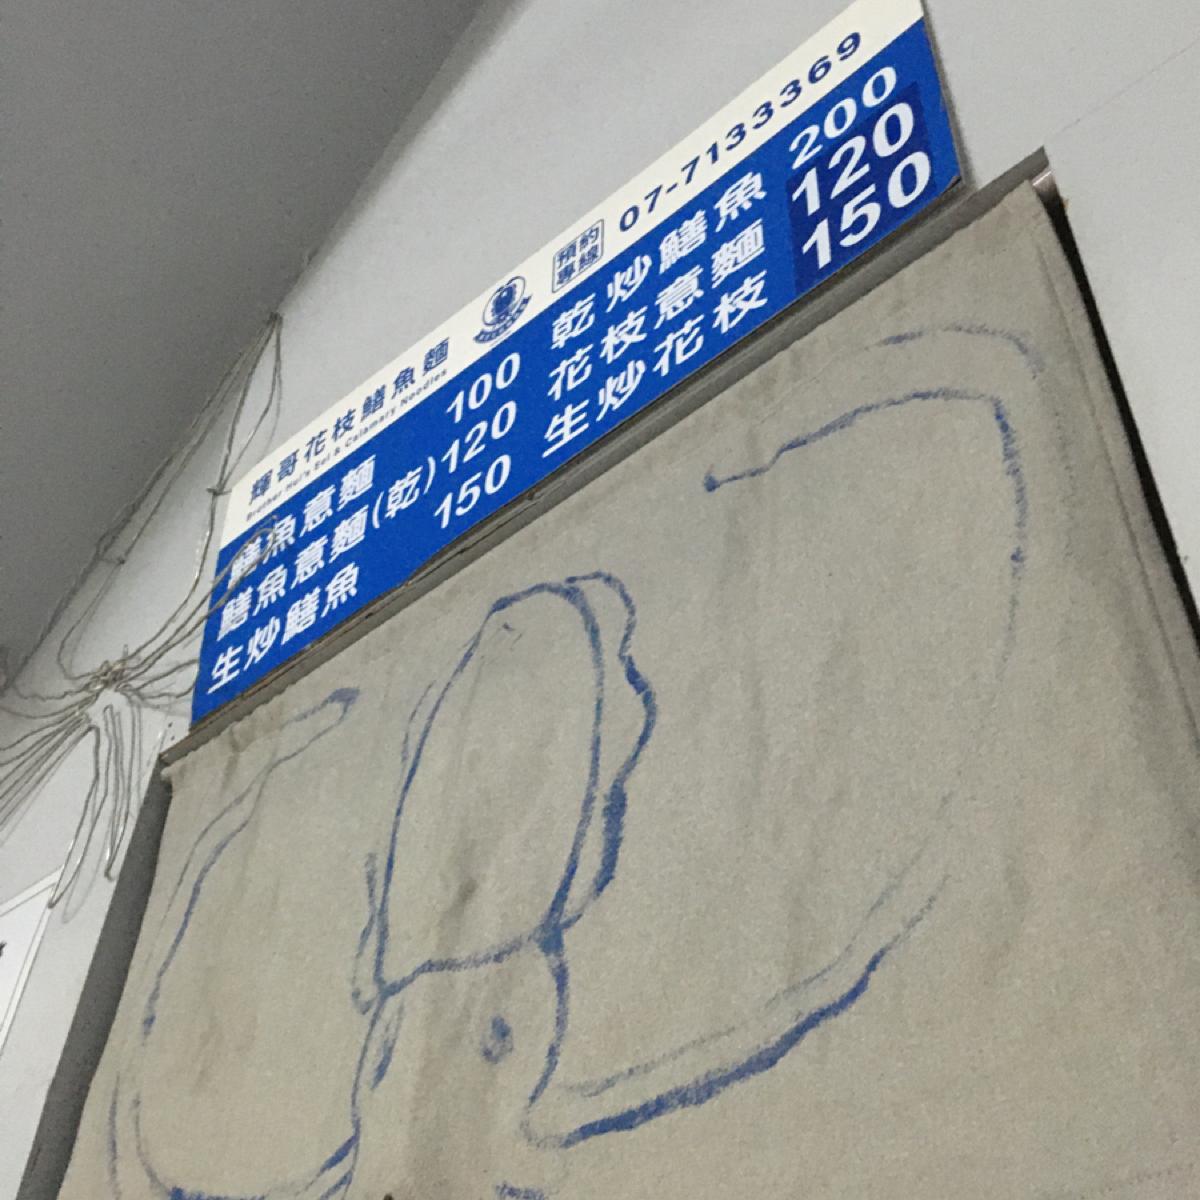 輝哥花枝鱔魚麵 預約專線 07-7133369
Brother Hui's Eel & Calamary Noodles
鱔魚意麵 100
鱔魚意麵(乾)120
生炒鱔魚 150
乾炒鱔魚 200
花枝意麵 120
生炒花枝 150